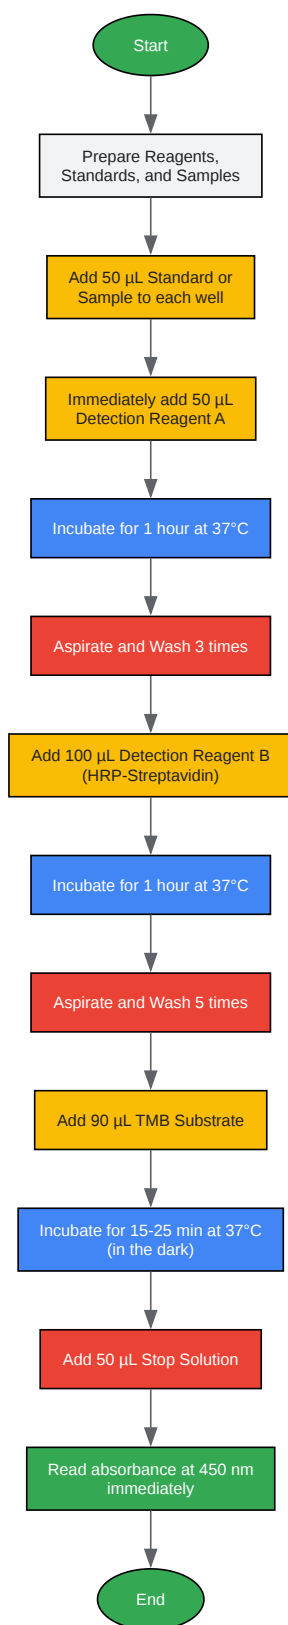 Start
Prepare Reagents,
Standards, and Samples
Add 50 µL Standard or
Sample to each well
Immediately add 50 µL
Detection Reagent A
Incubate for 1 hour at 37°C
Aspirate and Wash 3 times
Add 100 µL Detection Reagent B
(HRP-Streptavidin)
Incubate for 1 hour at 37°C
Aspirate and Wash 5 times
Add 90 µL TMB Substrate
Incubate for 15-25 min at 37°C
(in the dark)
Add 50 µL Stop Solution
Read absorbance at 450 nm
immediately
End